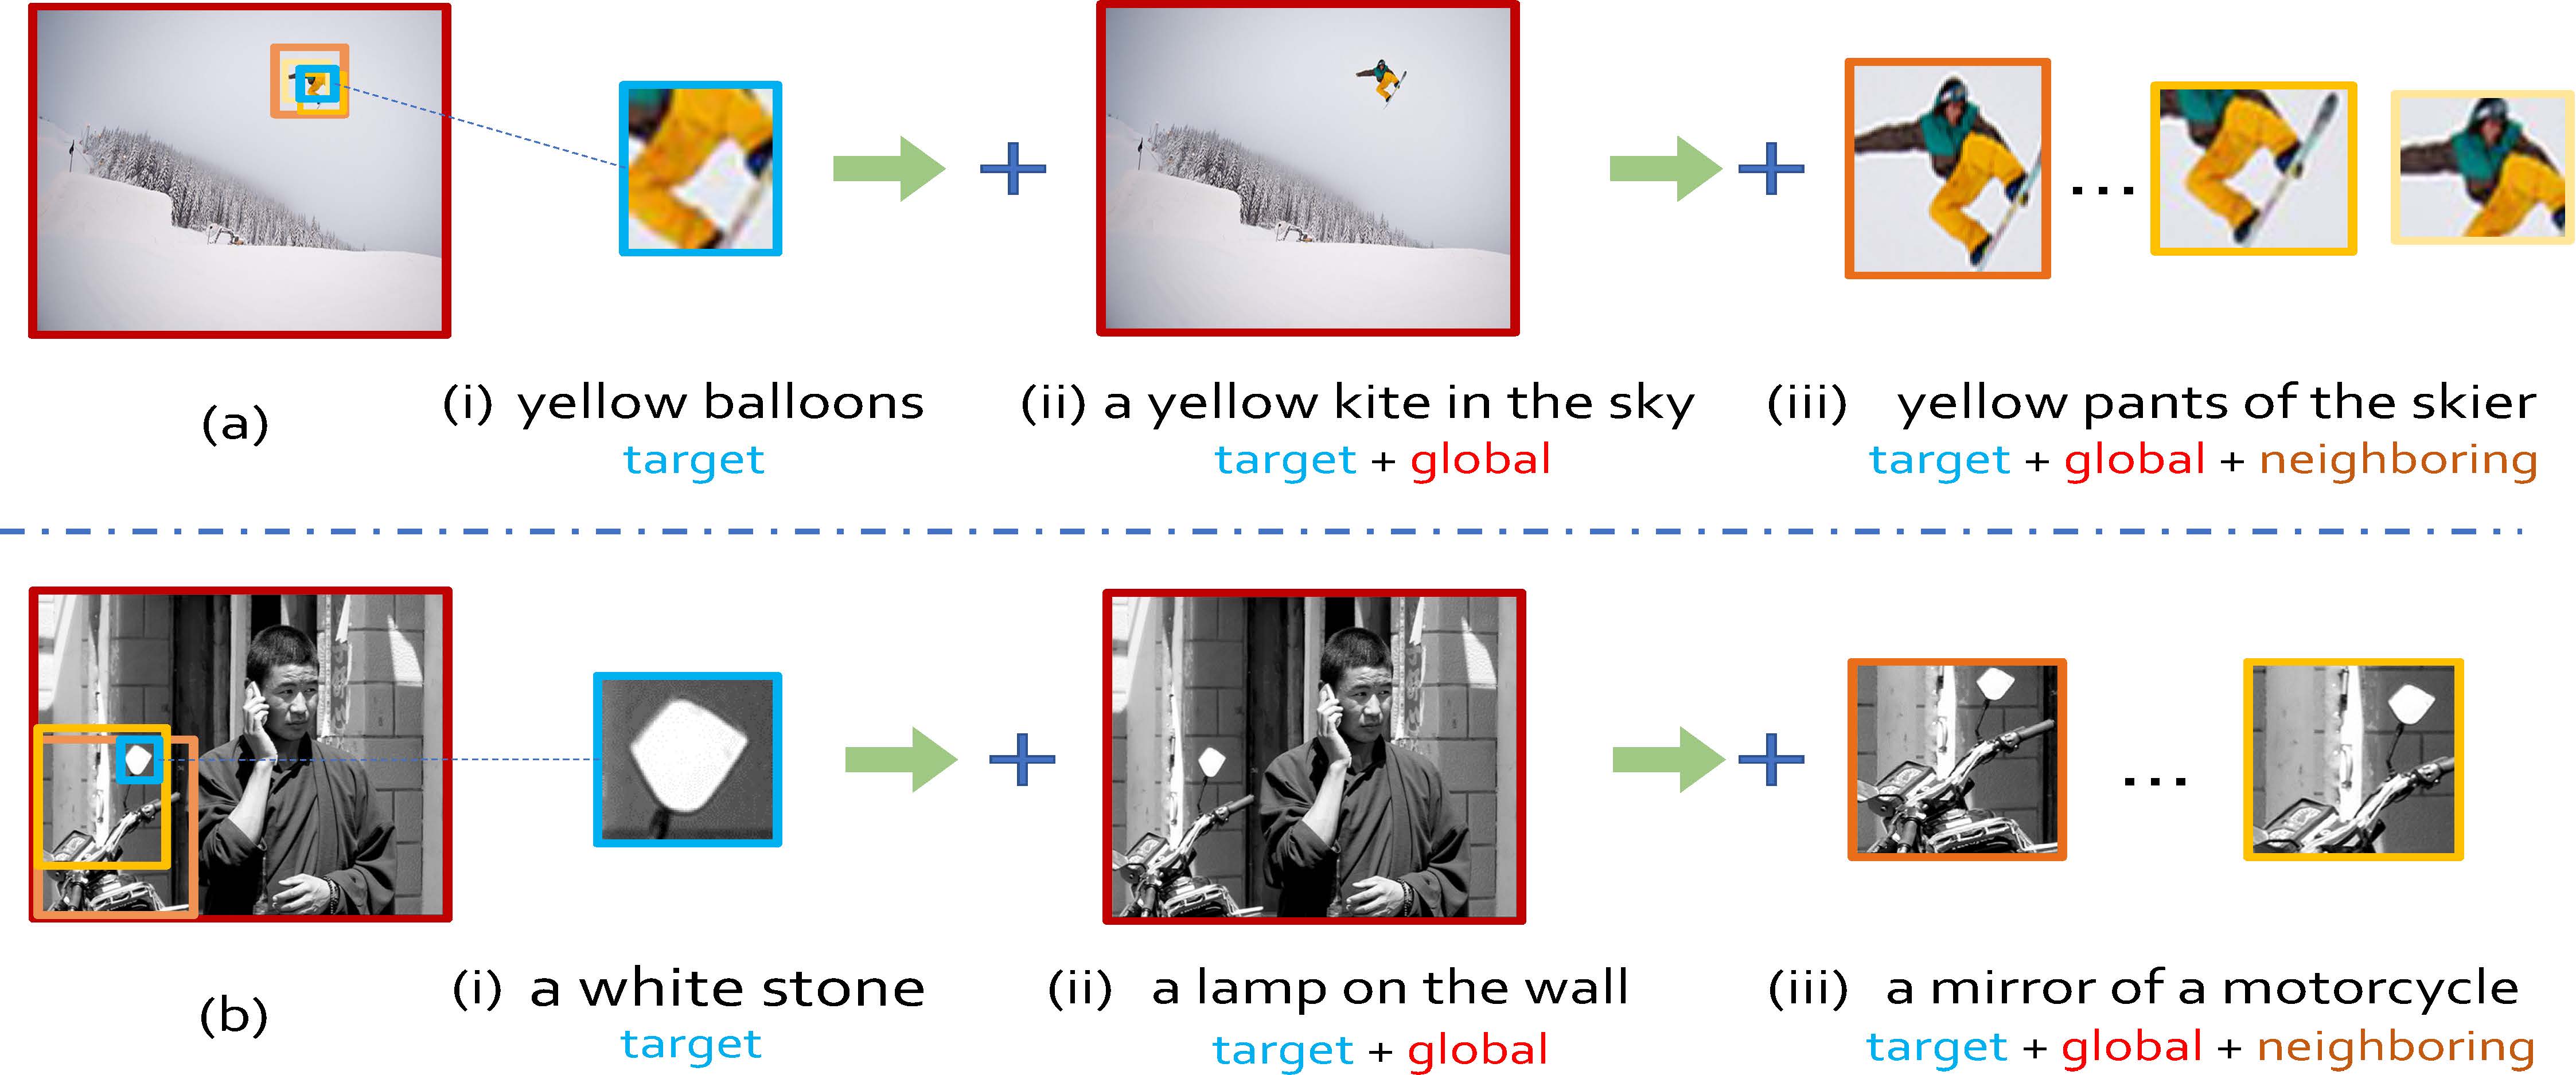 (a)
(i) yellow balloons
target
(ii) a yellow kite in the sky
target + global
(iii) yellow pants of the skier
target + global + neighboring
(b)
(i) a white stone
target
(ii) a lamp on the wall
target + global
(iii) a mirror of a motorcycle
target + global + neighboring